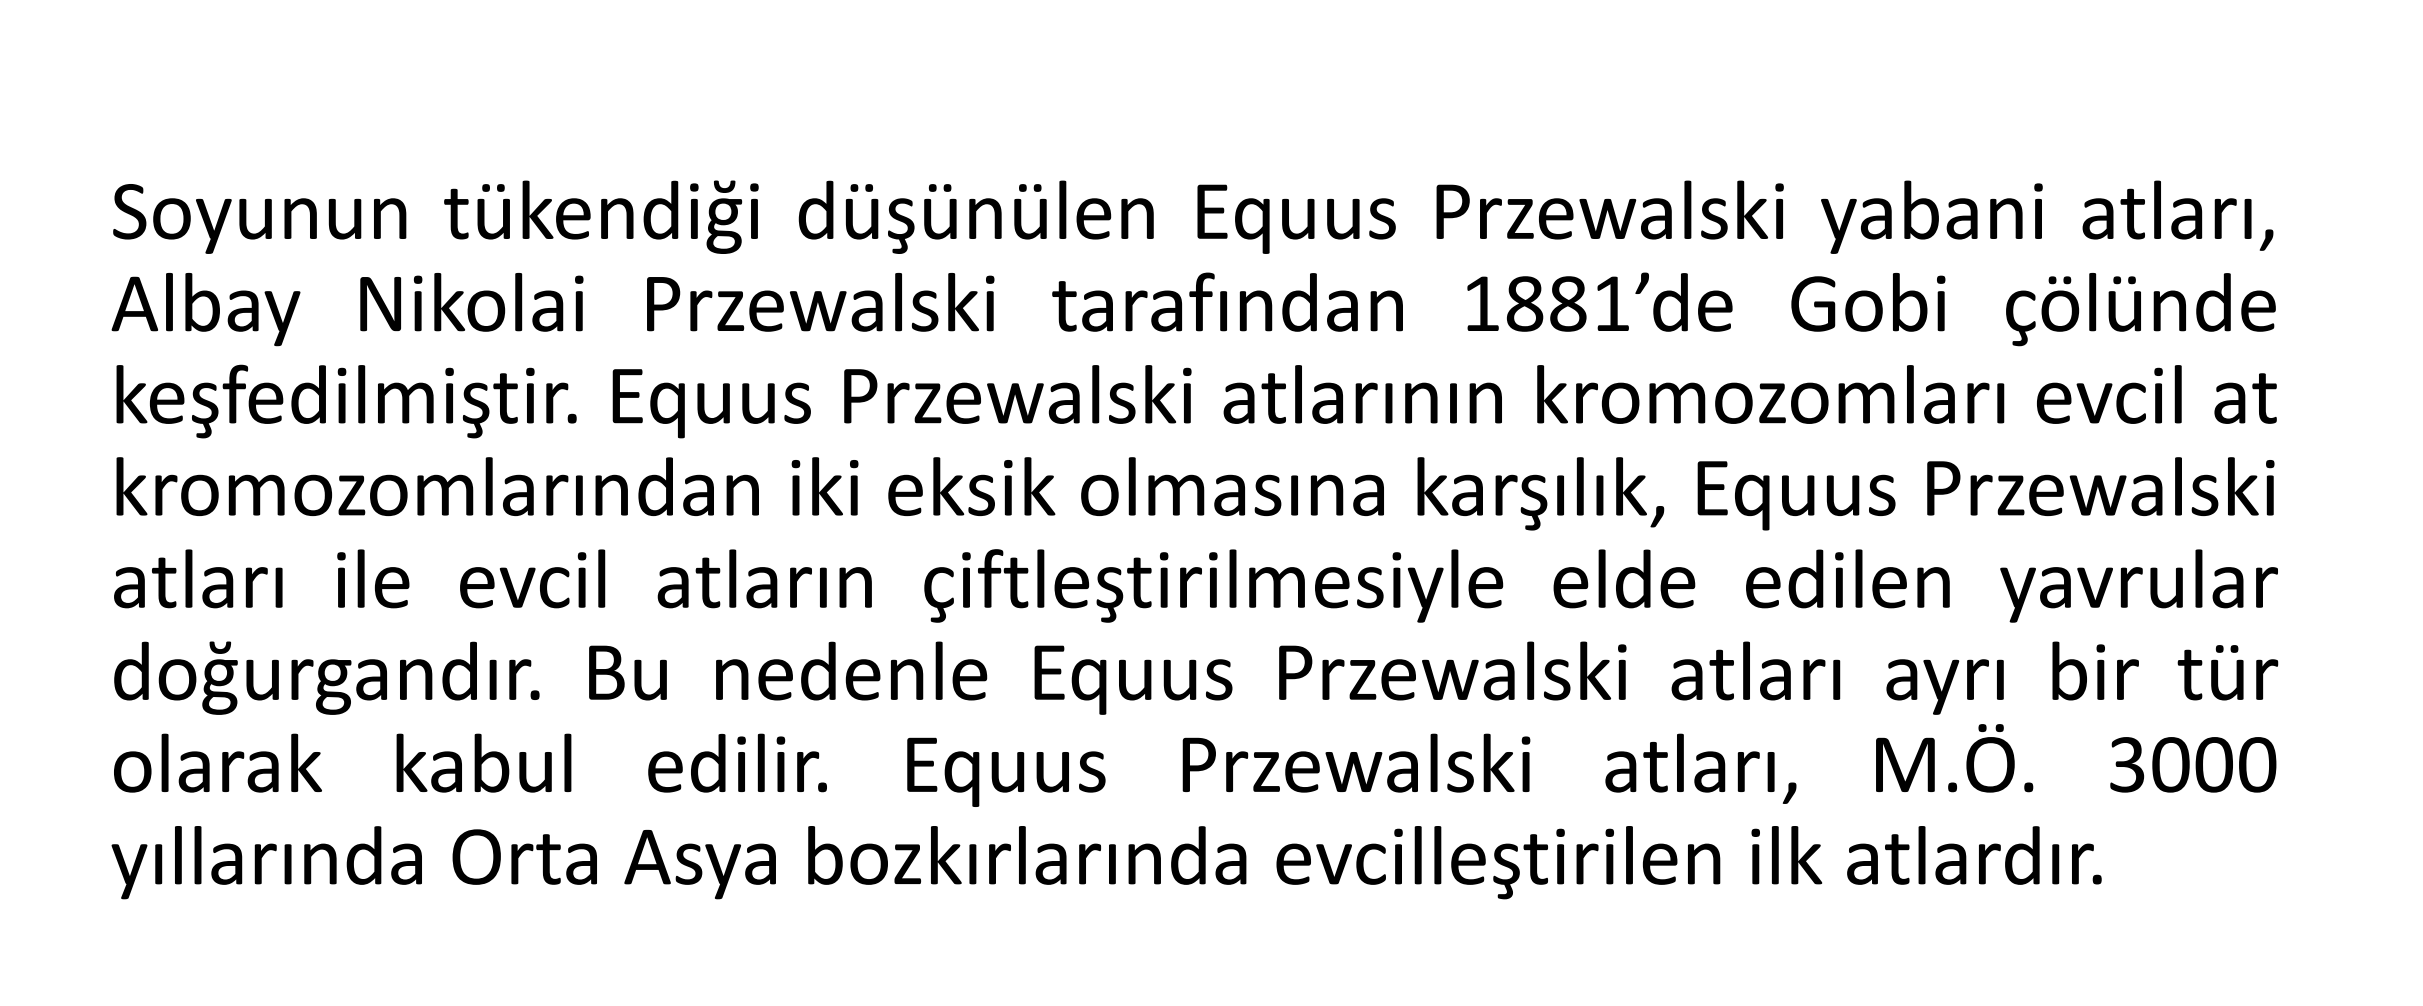 Soyunun tükendiği düşünülen Equus Przewalski yabani atları,
Albay Nikolai Przewalski tarafından 1881’de Gobi çölünde
keşfedilmiştir. Equus Przewalski atlarının kromozomları evcil at
kromozomlarından iki eksik olmasına karşılık, Equus Przewalski
atları ile evcil atların çiftleştirilmesiyle elde edilen yavrular
doğurgandır. Bu nedenle Equus Przewalski atları ayrı bir tür
olarak kabul edilir. Equus Przewalski atları, M.Ö. 3000
yıllarında Orta Asya bozkırlarında evcilleştirilen ilk atlardır.